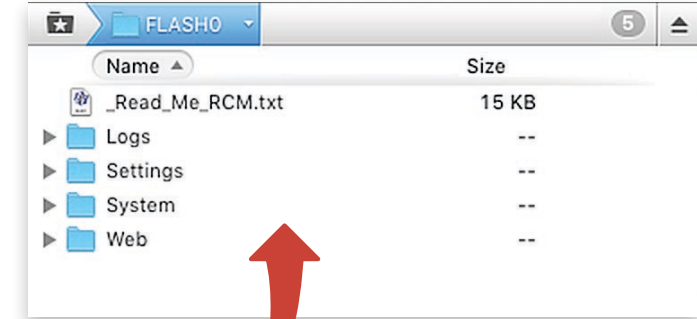 FLASH0 5
Name Size
_Read_Me_RCM.txt 15 KB
Logs --
Settings --
System --
Web --